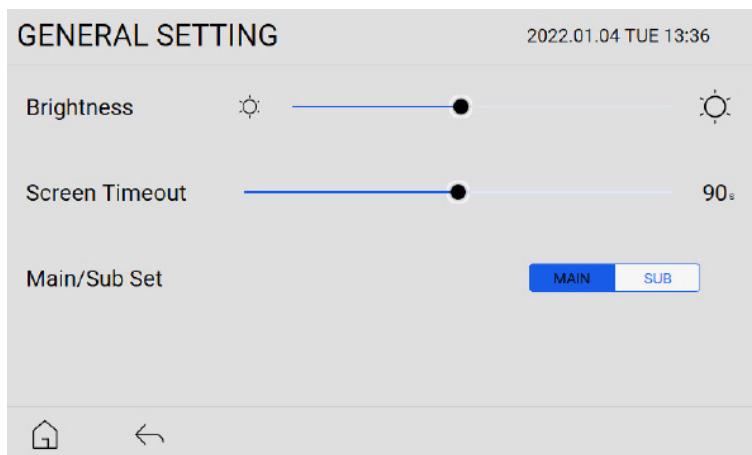 GENERAL SETTING 2022.01.04 TUE 13:36
Brightness
Screen Timeout 90s
Main/Sub Set MAIN SUB